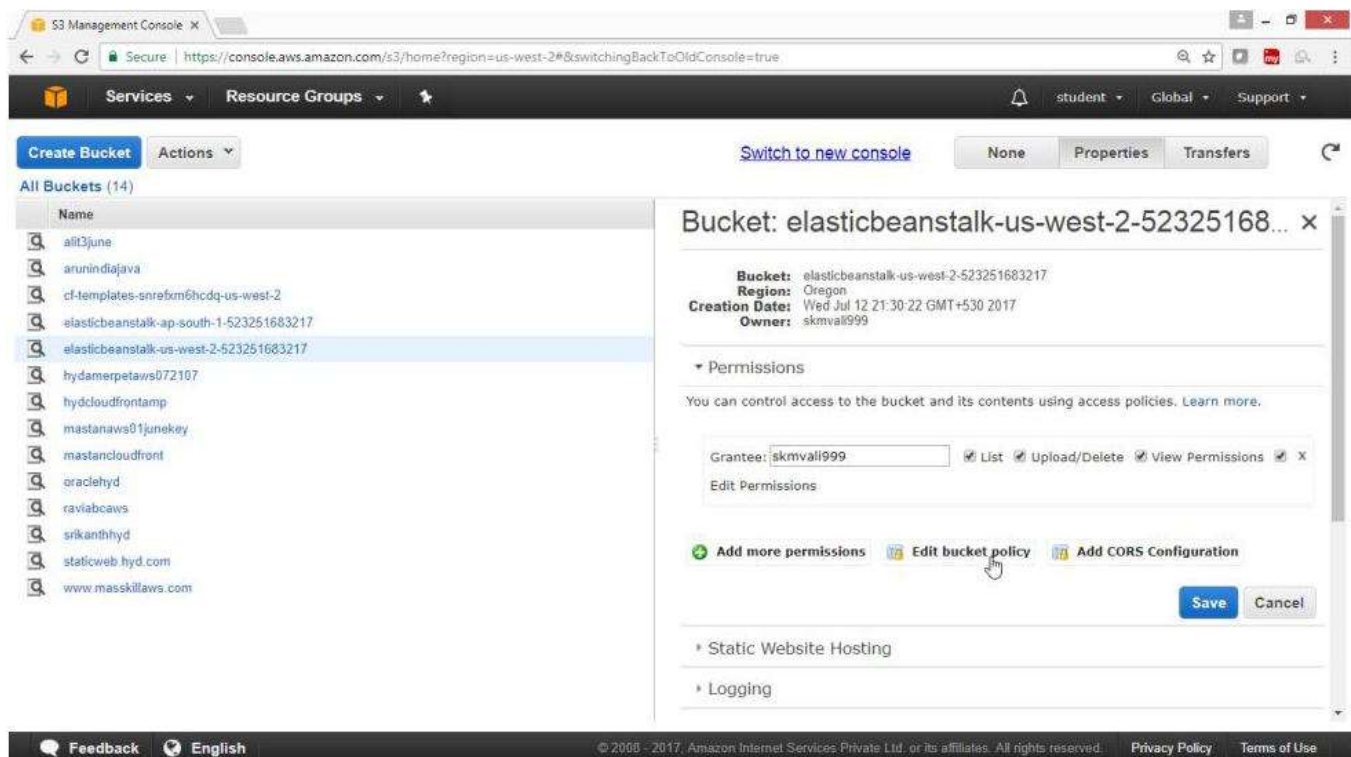 S3 Management Console
Secure | https://console.aws.amazon.com/s3/home?region=us-west-2#&switchingBackToOldConsole=true
my
Services Resource Groups student Global Support
Create Bucket Actions Switch to new console None Properties Transfers
All Buckets (14)
Name
alit3june
arunindiajava
cf-templates-snrefxm6hcdq-us-west-2
elasticbeanstalk-ap-south-1-523251683217
elasticbeanstalk-us-west-2-523251683217
hydamerpetaws072107
hydcloudfrontamp
mastanaws01junekey
mastancloudfront
oraclehyd
raviabcaws
srikanthhyd
staticweb.hyd.com
www.masskillaws.com
Bucket: elasticbeanstalk-us-west-2-52325168... ×
Bucket: elasticbeanstalk-us-west-2-523251683217
Region: Oregon
Creation Date: Wed Jul 12 21:30:22 GMT+530 2017
Owner: skmvali999
Permissions
You can control access to the bucket and its contents using access policies. Learn more.
Grantee: skmvali999 List Upload/Delete View Permissions x
Edit Permissions
Add more permissions Edit bucket policy Add CORS Configuration
Save Cancel
Static Website Hosting
Logging
Feedback English © 2008 - 2017, Amazon Internet Services Private Ltd. or its affiliates. All rights reserved. Privacy Policy Terms of Use